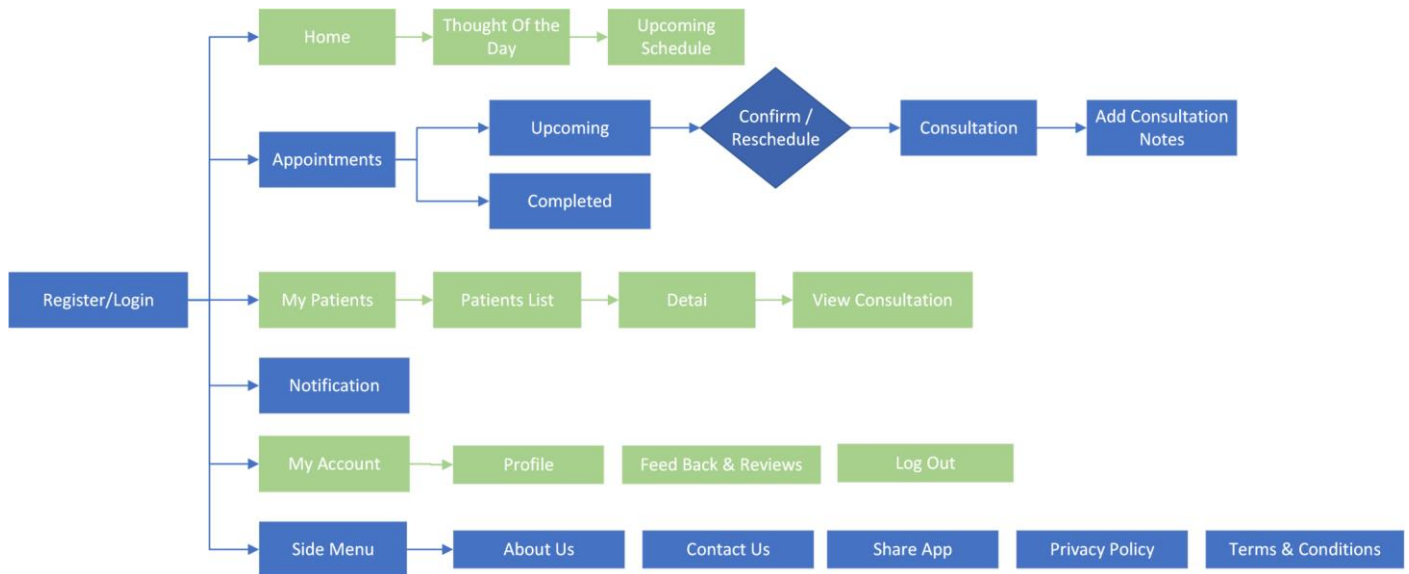 Home
Thought Of the
Day
Upcoming
Schedule
Appointments
Upcoming
Confirm /
Reschedule
Consultation
Add Consultation
Notes
Completed
Register/Login
My Patients
Patients List
Detai
View Consultation
Notification
My Account
Profile
Feed Back & Reviews
Log Out
Side Menu
About Us
Contact Us
Share App
Privacy Policy
Terms & Conditions